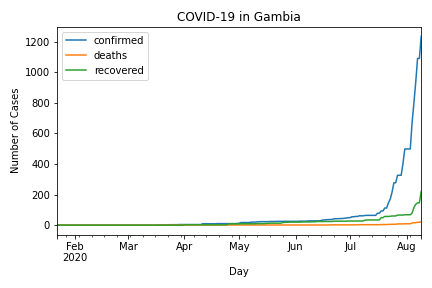 COVID-19 in Gambia
confirmed
deaths
recovered
Number of Cases
1200
1000
800
600
400
200
0
Feb Mar Apr May Jun Jul Aug
2020
Day